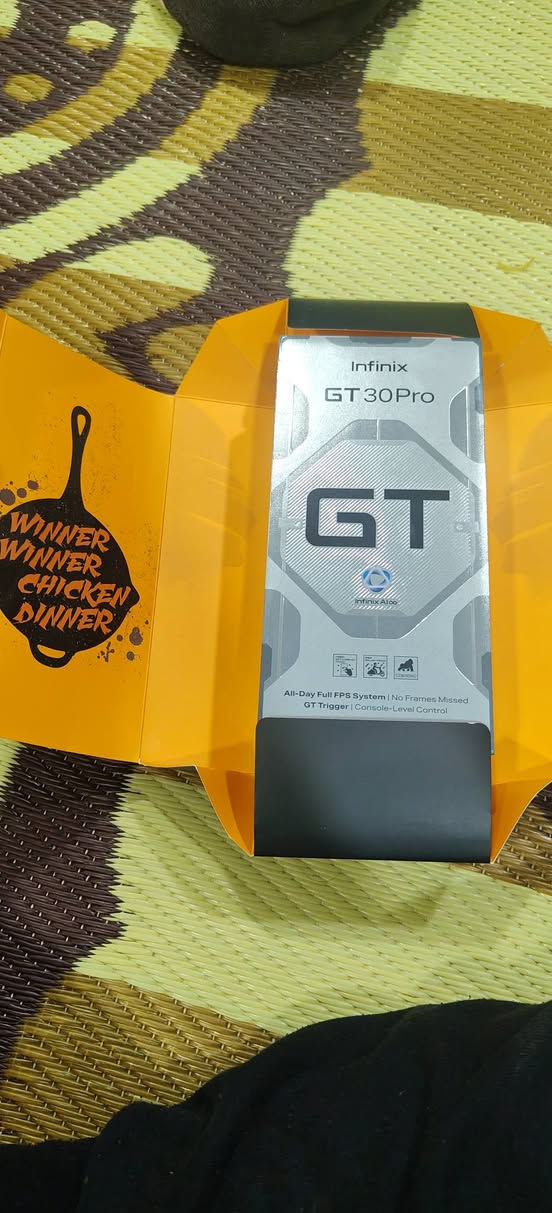 WINNER
WINNER
CHICKEN
DINNER
Infinix
GT 30Pro
GT
Infinix AI∞
All-Day Full FPS System | No Frames Missed
GT Trigger | Console-Level Control